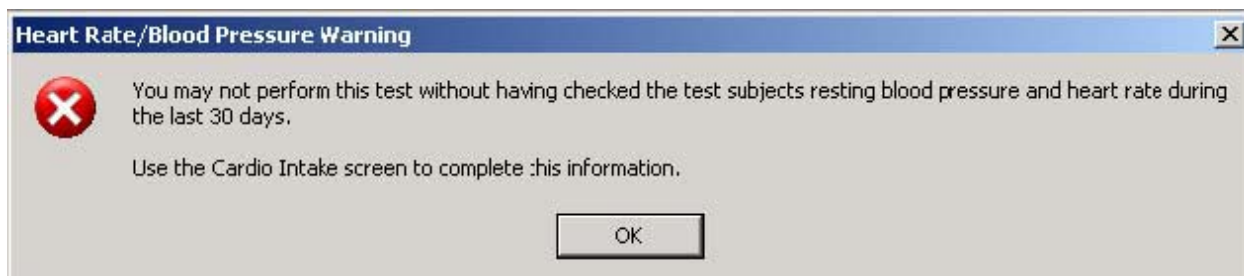 Heart Rate/Blood Pressure Warning
You may not perform this test without having checked the test subjects resting blood pressure and heart rate during
the last 30 days.
Use the Cardio Intake screen to complete this information.
OK